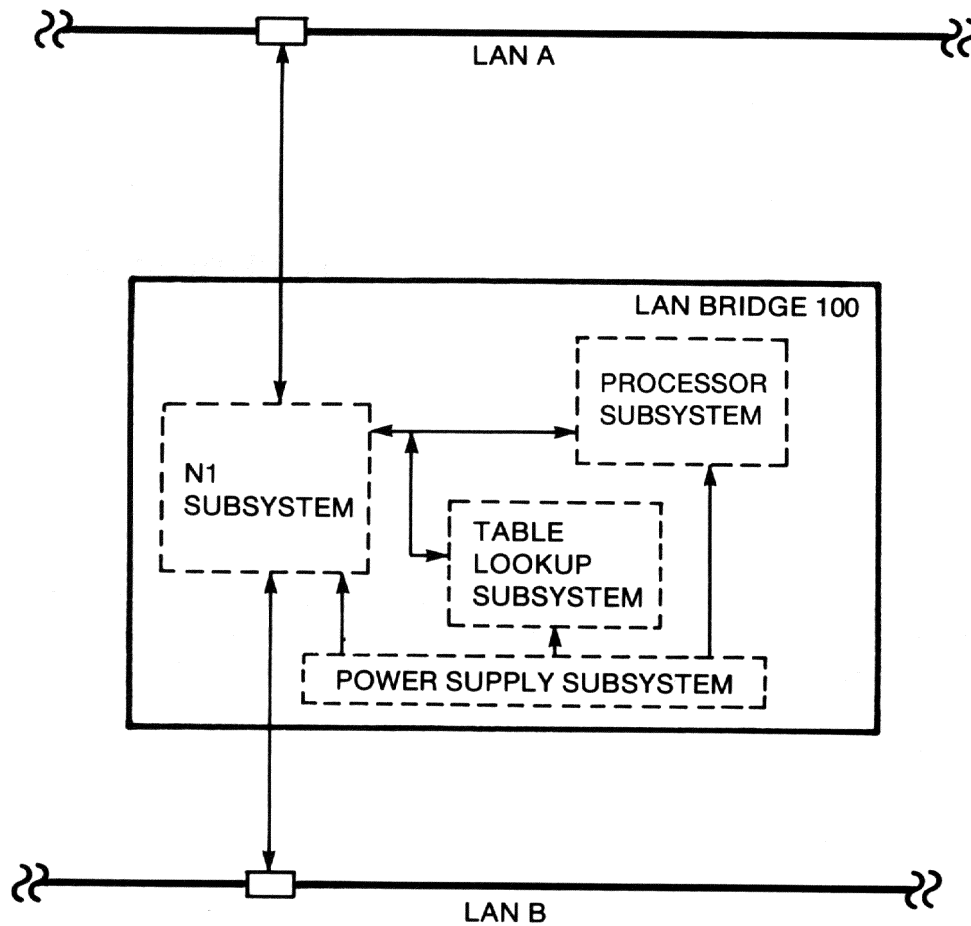 LAN A
LAN BRIDGE 100
PROCESSOR
SUBSYSTEM
N1
SUBSYSTEM
TABLE
LOOKUP
SUBSYSTEM
POWER SUPPLY SUBSYSTEM
LAN B